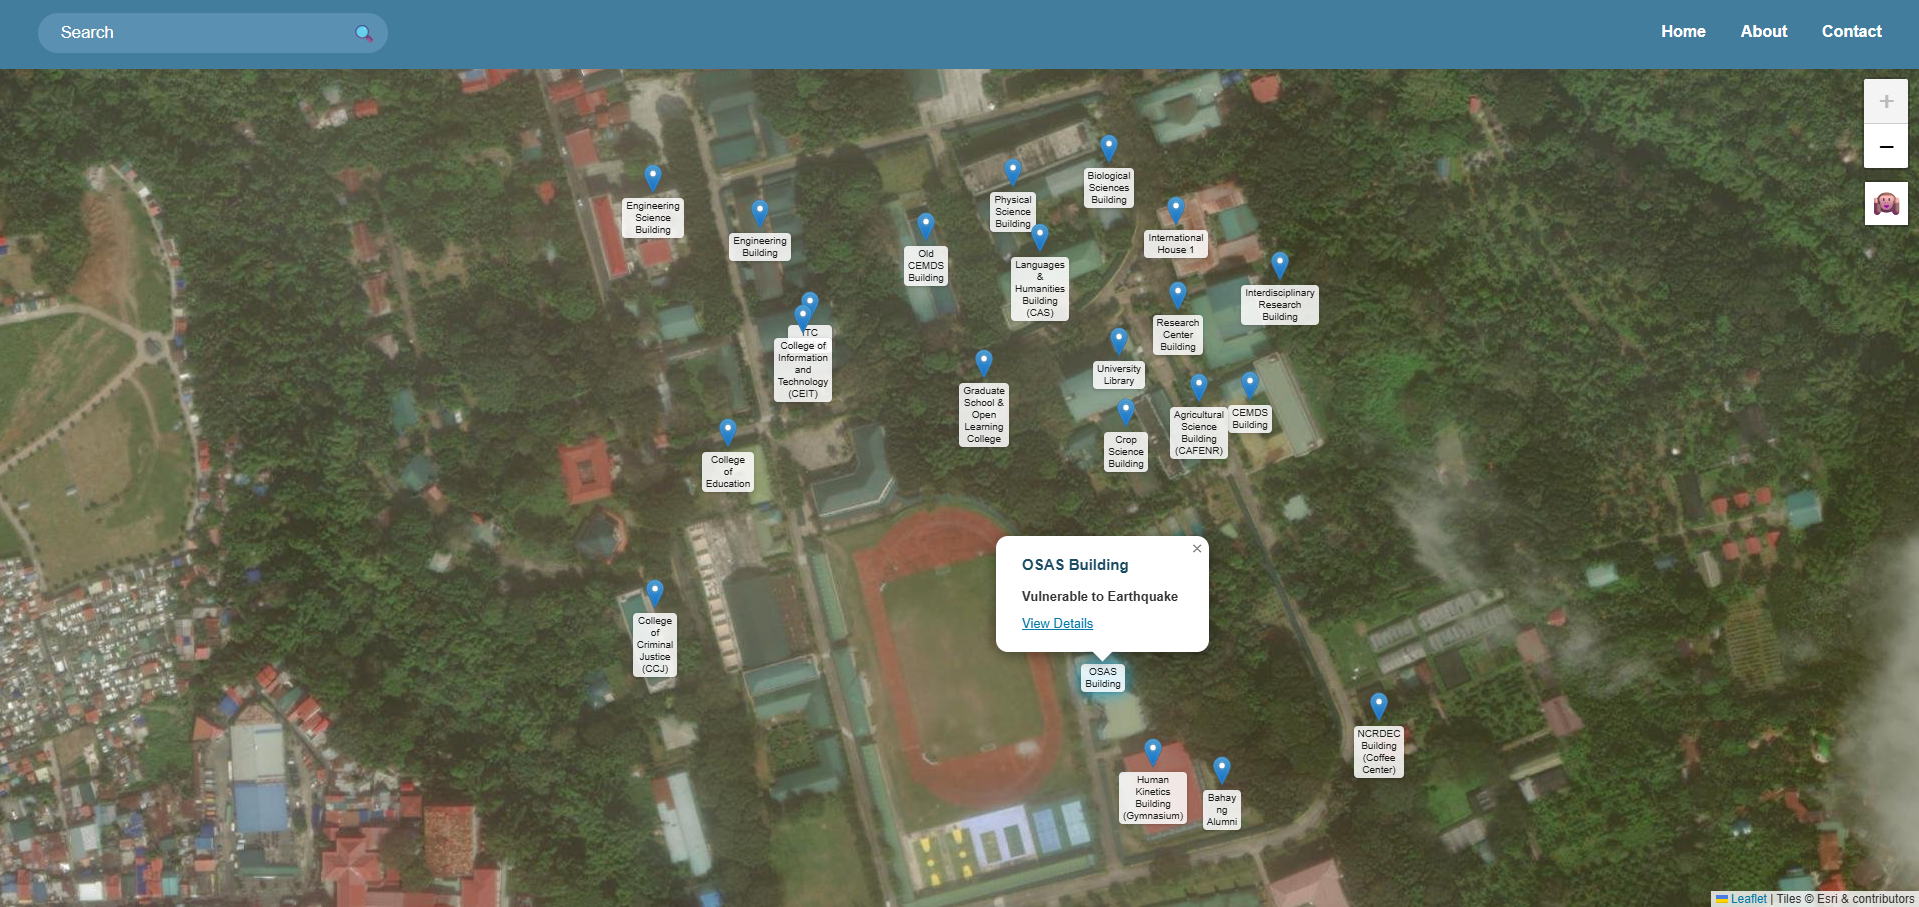 Search
Home
About
Contact
+
−
Biological
Sciences
Building
Engineering
Science
Building
Physical
Science
Building
Engineering
Building
International
House 1
Old
CEMDS
Building
Languages
&
Humanities
Building
(CAS)
Interdisciplinary
Research
Building
Research
Center
Building
ITC
College of
Information
and
Technology
(CEIT)
University
Library
Graduate
School &
Open
Learning
College
Agricultural
Science
Building
(CAFENR)
CEMDS
Building
Crop
Science
Building
College
of
Education
OSAS Building
×
Vulnerable to Earthquake
View Details
College
of
Criminal
Justice
(CCJ)
OSAS
Building
NCRDEC
Building
(Coffee
Center)
Human
Kinetics
Building
(Gymnasium)
Bahay
ng
Alumni
Leaflet | Tiles © Esri & contributors